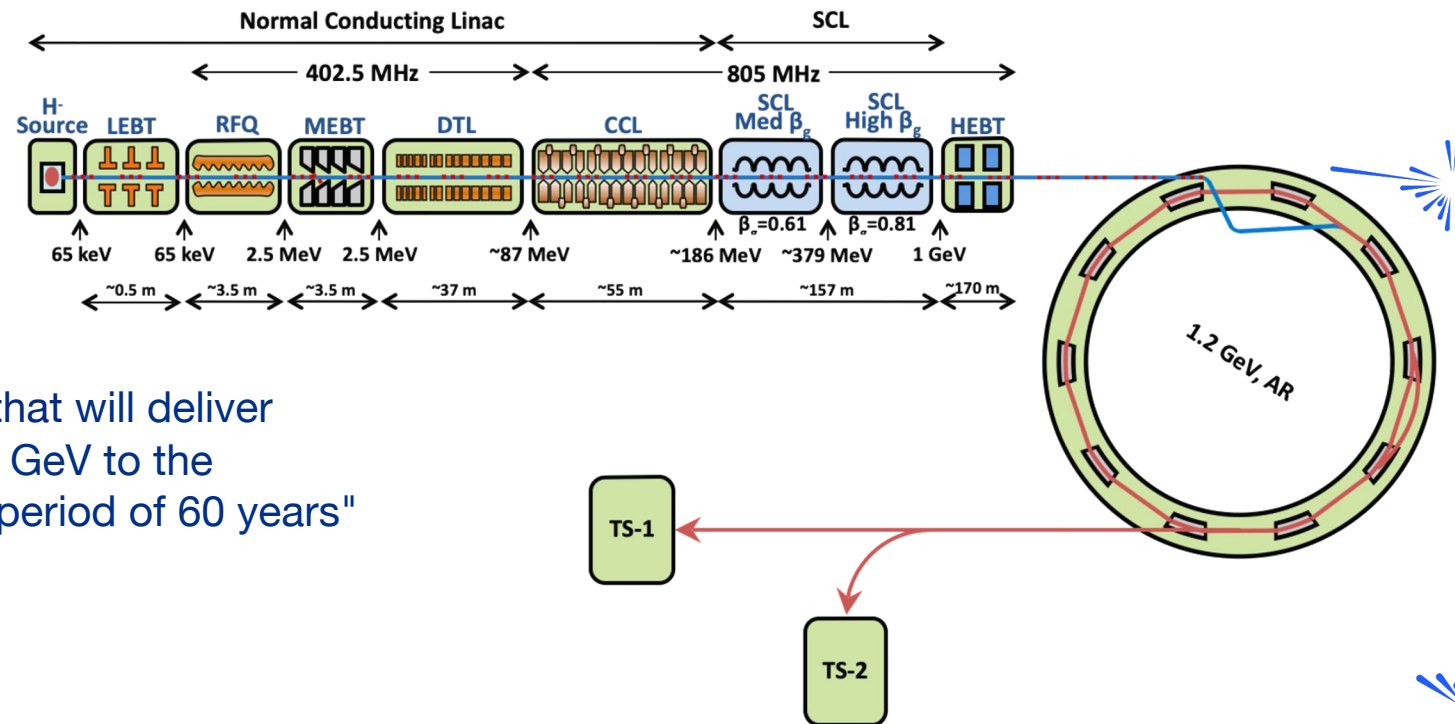 Normal Conducting Linac SCL
402.5 MHz 805 MHz
H-
Source LEBT RFQ MEBT DTL CCL SCL
Med βg SCL
High βg HEBT
βg=0.61 βg=0.81
65 keV 65 keV 2.5 MeV 2.5 MeV ~87 MeV ~186 MeV ~379 MeV 1 GeV
~0.5 m ~3.5 m ~3.5 m ~37 m ~55 m ~157 m ~170 m
1.2 GeV, AR
that will deliver
GeV to the
period of 60 years"
TS-1
TS-2